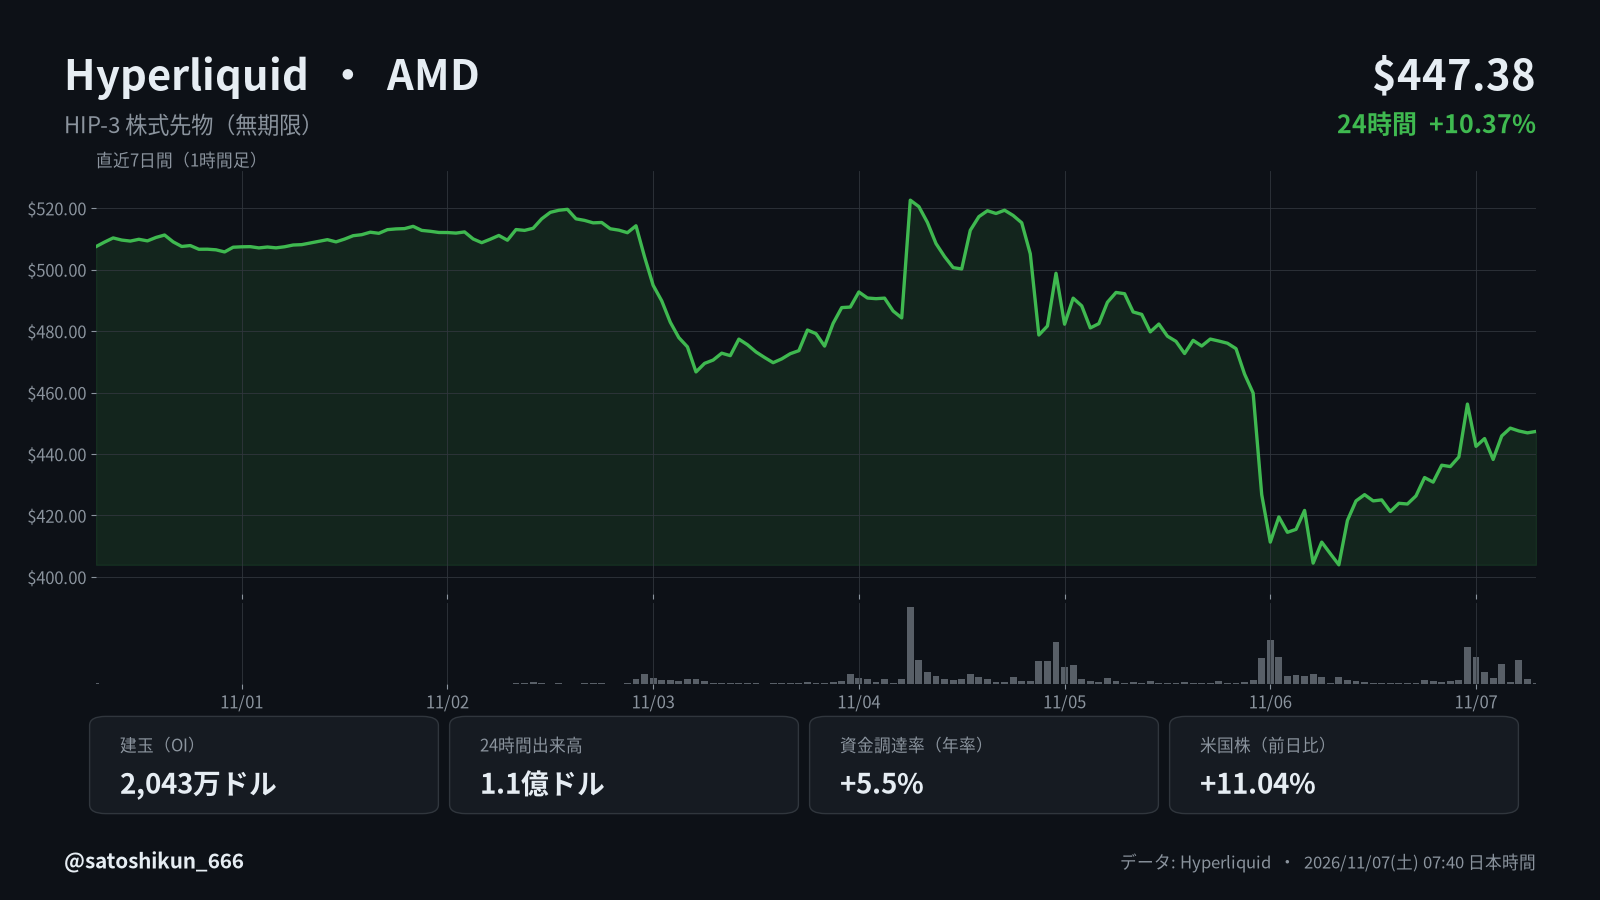 Hyperliquid ・ AMD
$447.38
HIP-3 株式先物（無期限）
24時間 +10.37%
直近7日間（1時間足）
$520.00
$500.00
$480.00
$460.00
$440.00
$420.00
$400.00
11/01 11/02 11/03 11/04 11/05 11/06 11/07
建玉（OI）
2,043万ドル
24時間出来高
1.1億ドル
資金調達率（年率）
+5.5%
米国株（前日比）
+11.04%
@satoshikun_666
データ: Hyperliquid ・ 2026/11/07(土) 07:40 日本時間